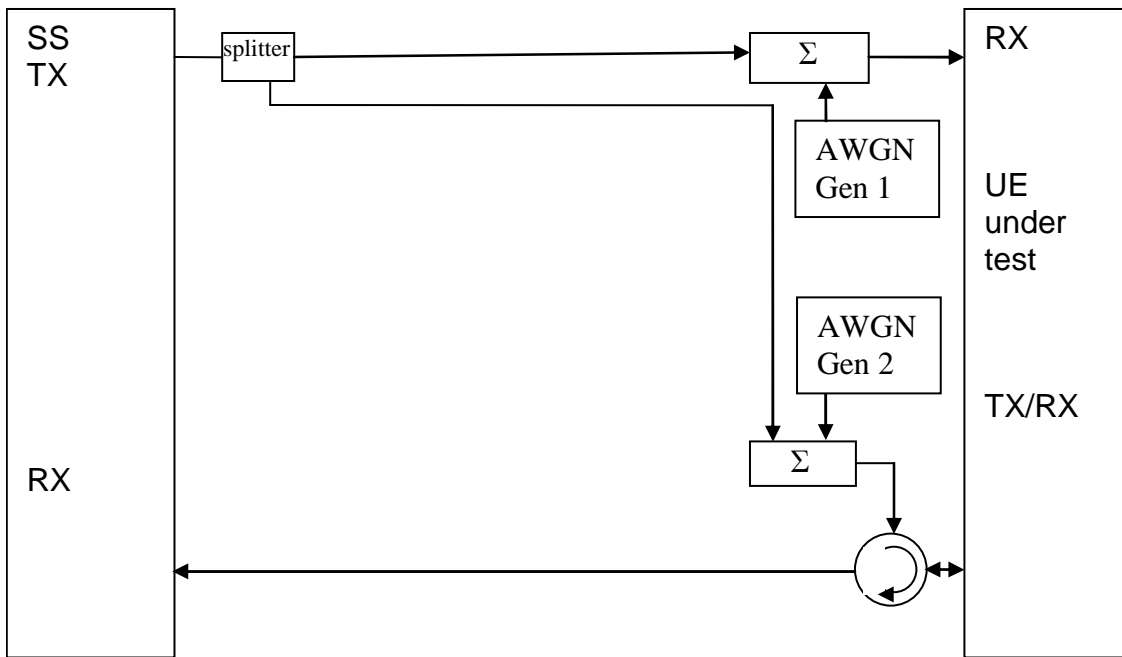 SS
TX
splitter
Σ
RX
AWGN
Gen 1
UE
under
test
AWGN
Gen 2
TX/RX
Σ
RX